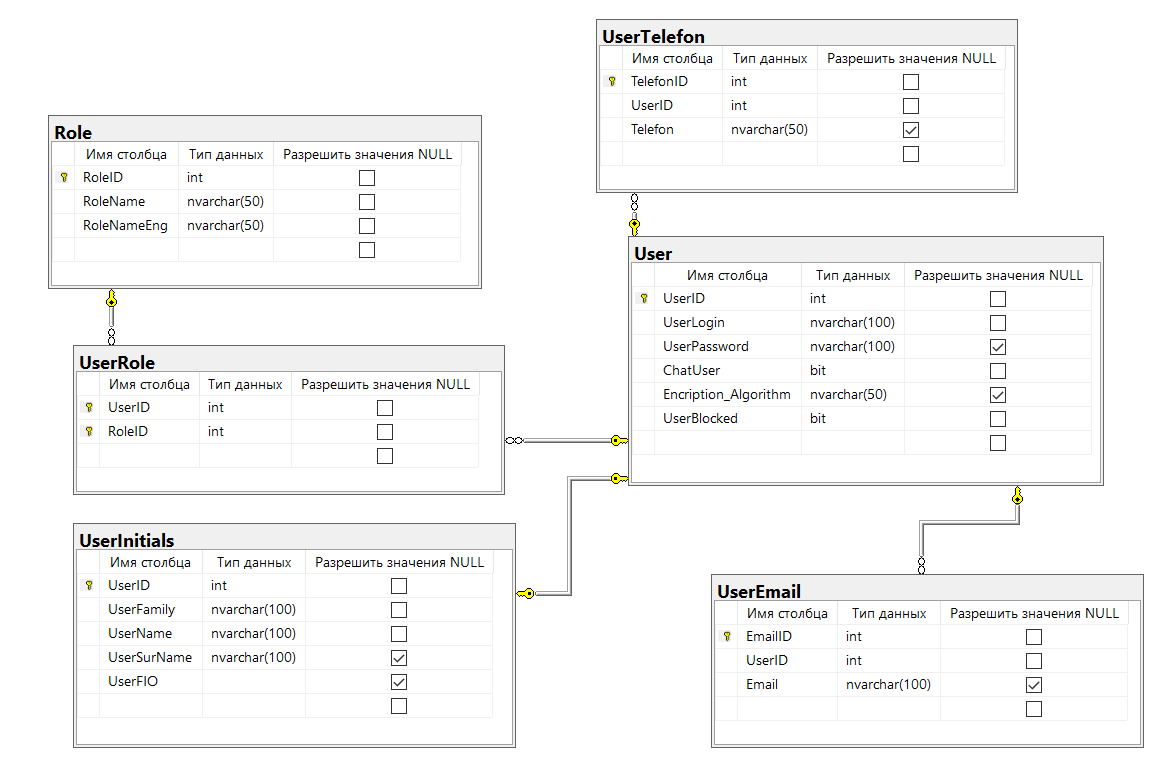 UserTelefon
Имя столбца Тип данных Разрешить значения NULL
TelefonID int
UserID int
Telefon nvarchar(50)
Role
Имя столбца Тип данных Разрешить значения NULL
RoleID int
RoleName nvarchar(50)
RoleNameEng nvarchar(50)
User
Имя столбца Тип данных Разрешить значения NULL
UserID int
UserLogin nvarchar(100)
UserPassword nvarchar(100)
ChatUser bit
Encription_Algorithm nvarchar(50)
UserBlocked bit
UserRole
Имя столбца Тип данных Разрешить значения NULL
UserID int
RoleID int
UserInitials
Имя столбца Тип данных Разрешить значения NULL
UserID int
UserFamily nvarchar(100)
UserName nvarchar(100)
UserSurName nvarchar(100)
UserFIO
UserEmail
Имя столбца Тип данных Разрешить значения NULL
EmailID int
UserID int
Email nvarchar(100)